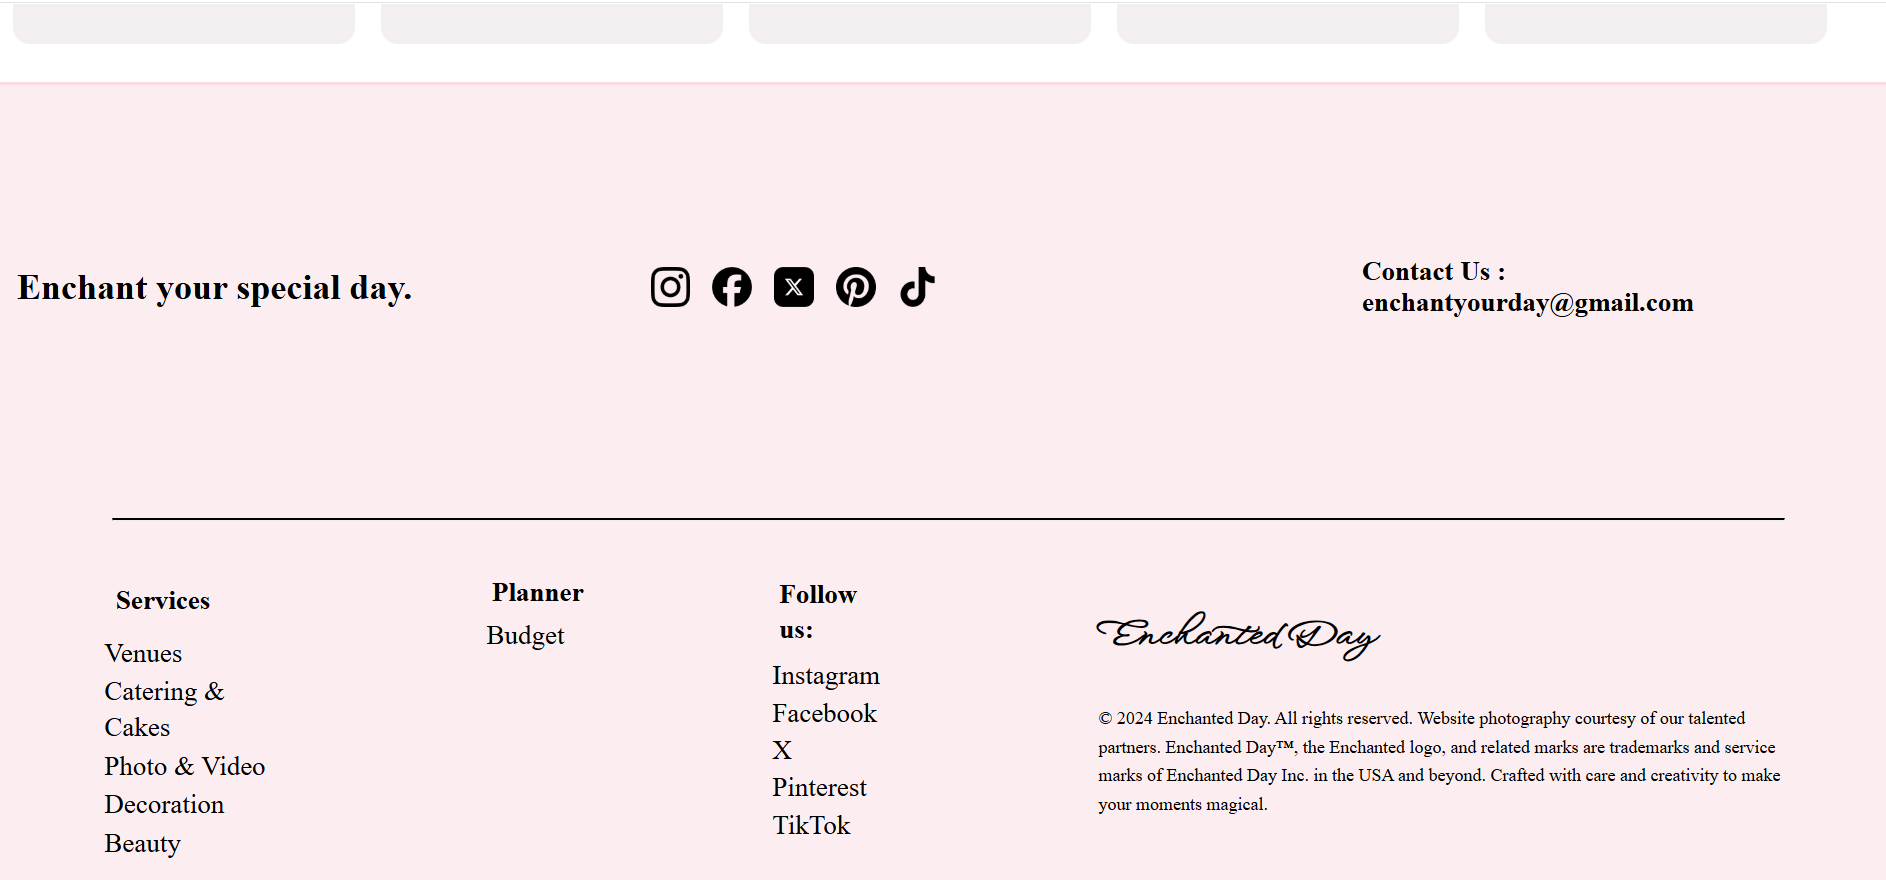 Enchant your special day.
Contact Us :
enchantyourday@gmail.com
Services
Venues
Catering &
Cakes
Photo & Video
Decoration
Beauty
Planner
Budget
Follow
us:
Instagram
Facebook
X
Pinterest
TikTok
Enchanted Day
© 2024 Enchanted Day. All rights reserved. Website photography courtesy of our talented
partners. Enchanted Day™, the Enchanted logo, and related marks are trademarks and service
marks of Enchanted Day Inc. in the USA and beyond. Crafted with care and creativity to make
your moments magical.